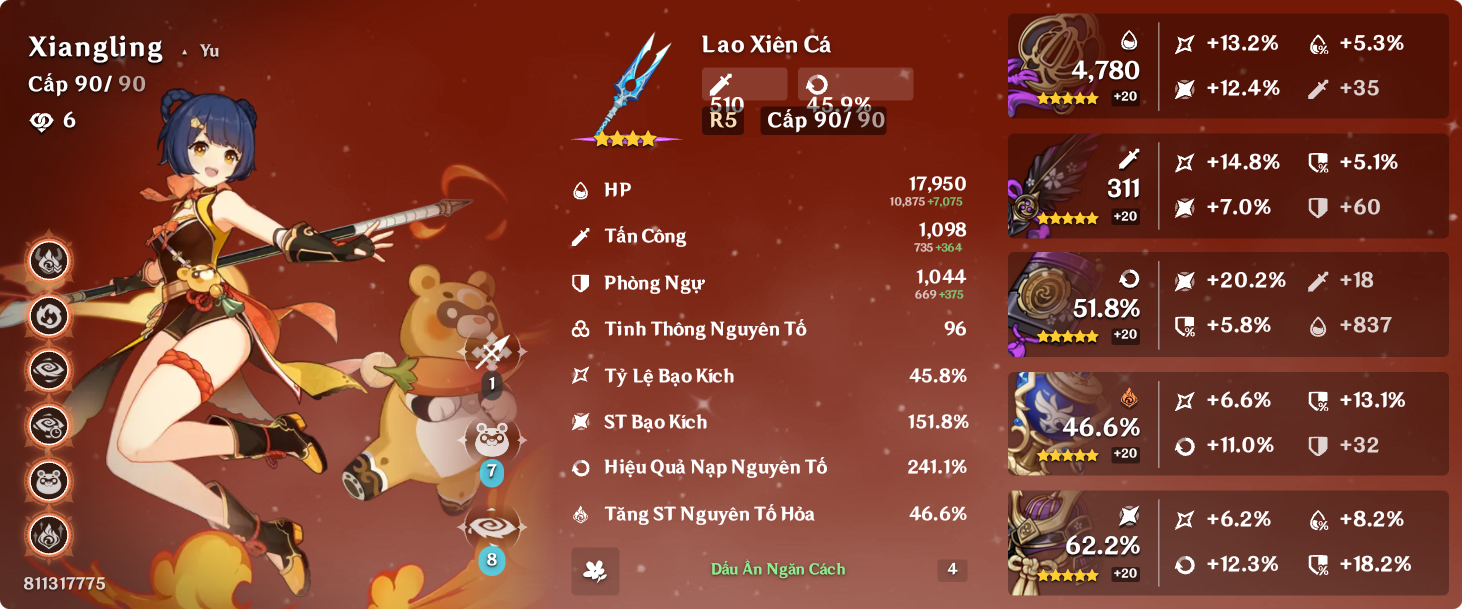 Xiangling ▲ Yu
Cấp 90/ 90
6
1
7
8
811317775
Lao Xiên Cá
510
45.9%
R5
Cấp 90/ 90
HP 17,950
10,875 +7,075
Tấn Công 1,098
735 +364
Phòng Ngự 1,044
669 +375
Tinh Thông Nguyên Tố 96
Tỷ Lệ Bạo Kích 45.8%
ST Bạo Kích 151.8%
Hiệu Quả Nạp Nguyên Tố 241.1%
Tăng ST Nguyên Tố Hỏa 46.6%
Dấu Ấn Ngăn Cách 4
4,780
+20
+13.2% +5.3%
+12.4% +35
311
+20
+14.8% +5.1%
+7.0% +60
51.8%
+20
+20.2% +18
+5.8% +837
46.6%
+20
+6.6% +13.1%
+11.0% +32
62.2%
+20
+6.2% +8.2%
+12.3% +18.2%